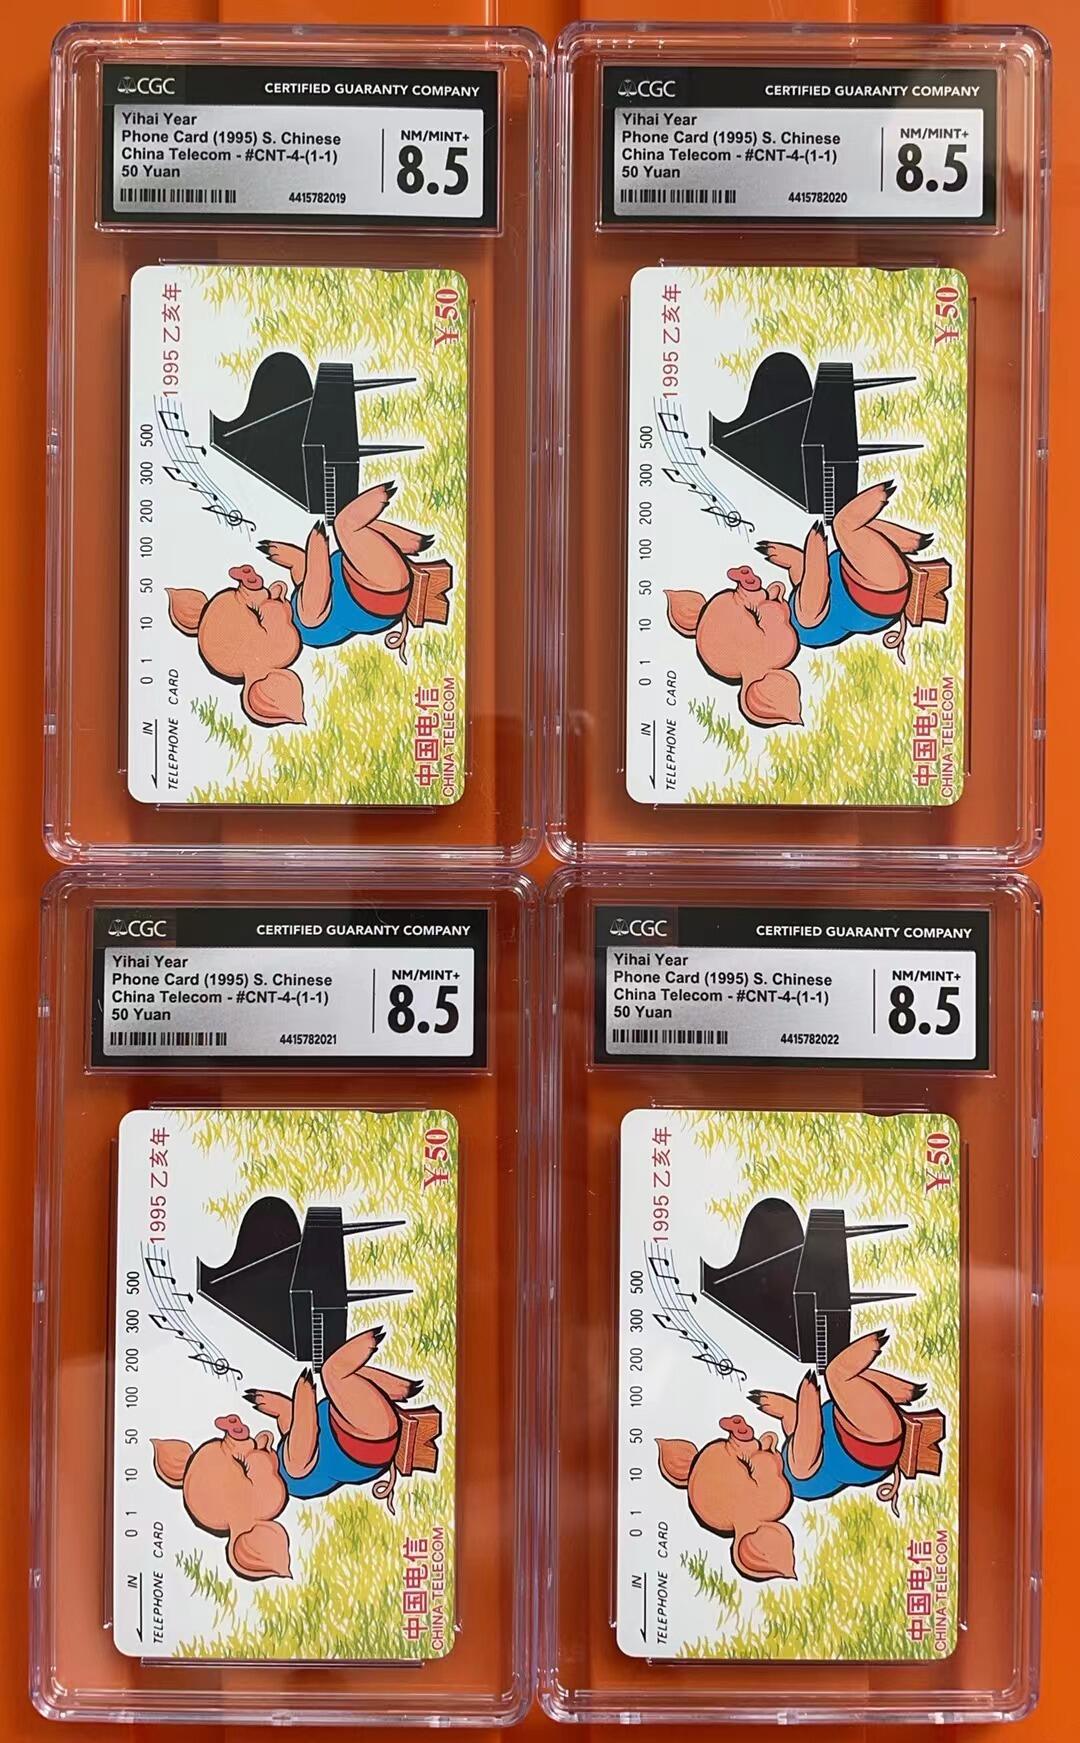 CGC CERTIFIED GUARANTY COMPANY
Yihai Year
Phone Card (1995) S. Chinese
China Telecom - #CNT-4-(1-1)
50 Yuan
NM/MINT+
8.5
4415782019
1995 乙亥年
¥50
0 1 10 50 100 200 300 500
IN
TELEPHONE CARD
中国电信
CHINA TELECOM
CGC CERTIFIED GUARANTY COMPANY
Yihai Year
Phone Card (1995) S. Chinese
China Telecom - #CNT-4-(1-1)
50 Yuan
NM/MINT+
8.5
4415782020
1995 乙亥年
¥50
0 1 10 50 100 200 300 500
IN
TELEPHONE CARD
中国电信
CHINA TELECOM
CGC CERTIFIED GUARANTY COMPANY
Yihai Year
Phone Card (1995) S. Chinese
China Telecom - #CNT-4-(1-1)
50 Yuan
NM/MINT+
8.5
4415782021
1995 乙亥年
¥50
0 1 10 50 100 200 300 500
IN
TELEPHONE CARD
中国电信
CHINA TELECOM
CGC CERTIFIED GUARANTY COMPANY
Yihai Year
Phone Card (1995) S. Chinese
China Telecom - #CNT-4-(1-1)
50 Yuan
NM/MINT+
8.5
4415782022
1995 乙亥年
¥50
0 1 10 50 100 200 300 500
IN
TELEPHONE CARD
中国电信
CHINA TELECOM